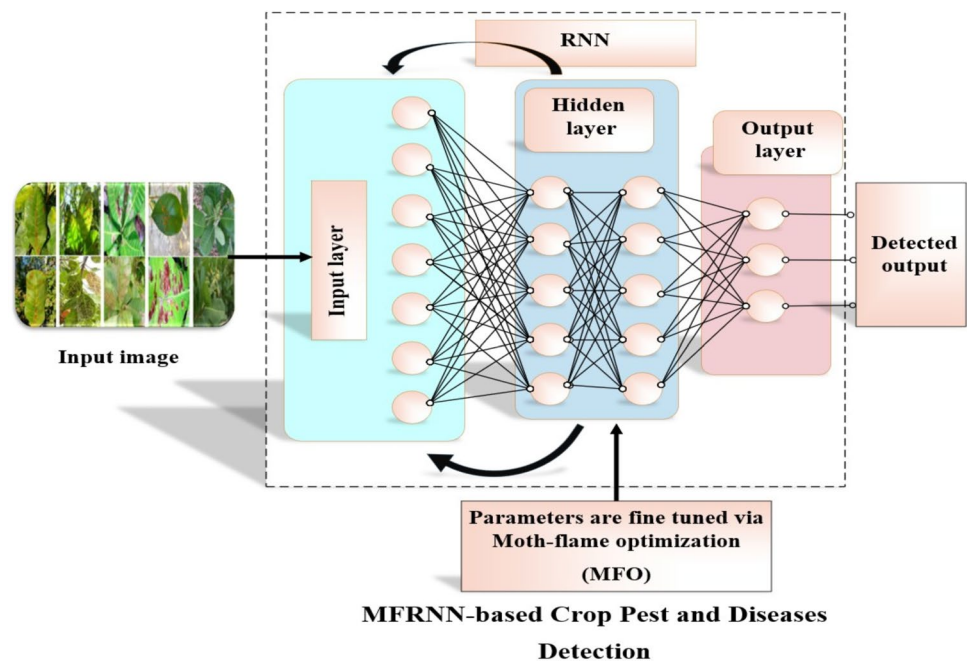 RNN
Hidden
layer
Output
layer
Input layer
Detected
output
Input image
Parameters are fine tuned via
Moth-flame optimization
(MFO)
MFRNN-based Crop Pest and Diseases
Detection